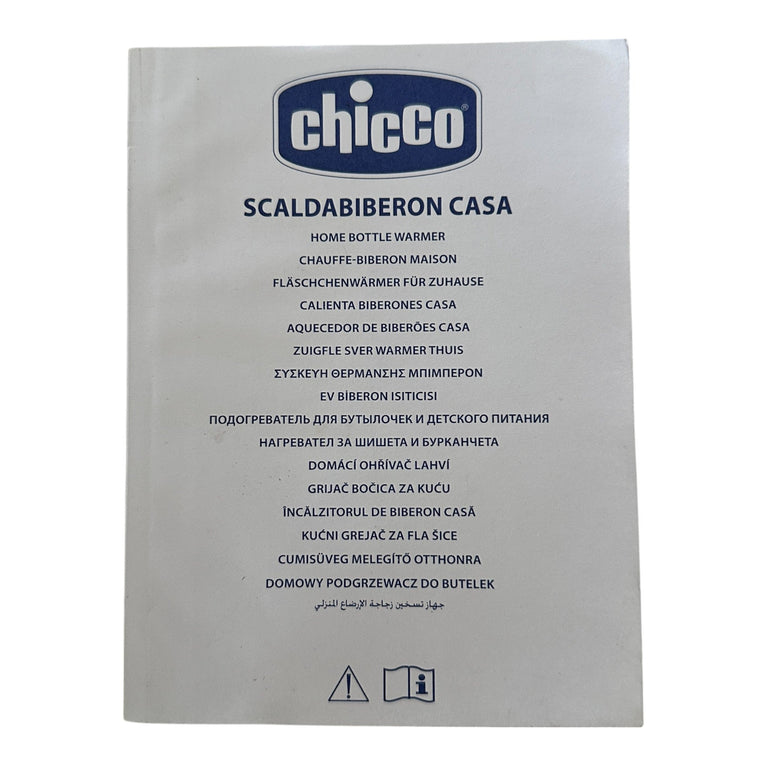 chicco®
SCALDABIBERON CASA
HOME BOTTLE WARMER
CHAUFFE-BIBERON MAISON
FLÄSCHCHENWÄRMER FÜR ZUHAUSE
CALIENTA BIBERONES CASA
AQUECEDOR DE BIBERÕES CASA
ZUIGFLE SVER WARMER THUIS
ΣΥΣΚΕΥΗ ΘΕΡΜΑΝΣΗΣ ΜΠΙΜΠΕΡΟΝ
EV BİBERON ISITICISI
ПОДОГРЕВАТЕЛЬ ДЛЯ БУТЫЛОЧЕК И ДЕТСКОГО ПИТАНИЯ
НАГРЕВАТЕЛ ЗА ШИШЕТА И БУРКАНЧЕТА
DOMÁCÍ OHŘÍVAČ LAHVÍ
GRIJAČ BOČICA ZA KUĆU
ÎNCĂLZITORUL DE BIBERON CASĂ
KUĆNI GREJAČ ZA FLA ŠICE
CUMISÜVEG MELEGÍTŐ OTTHONRA
DOMOWY PODGRZEWACZ DO BUTELEK
جهاز تسخين زجاجة الإرضاع المنزلي